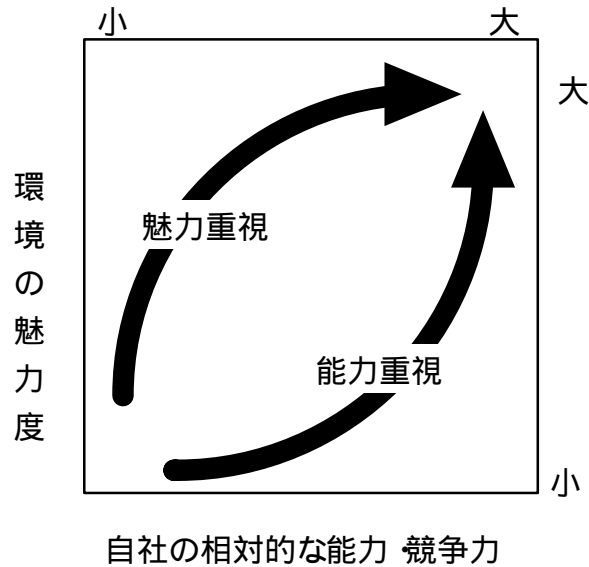 小
大
大
環境の魅力度
魅力重視
能力重視
小
自社の相対的な能力・競争力